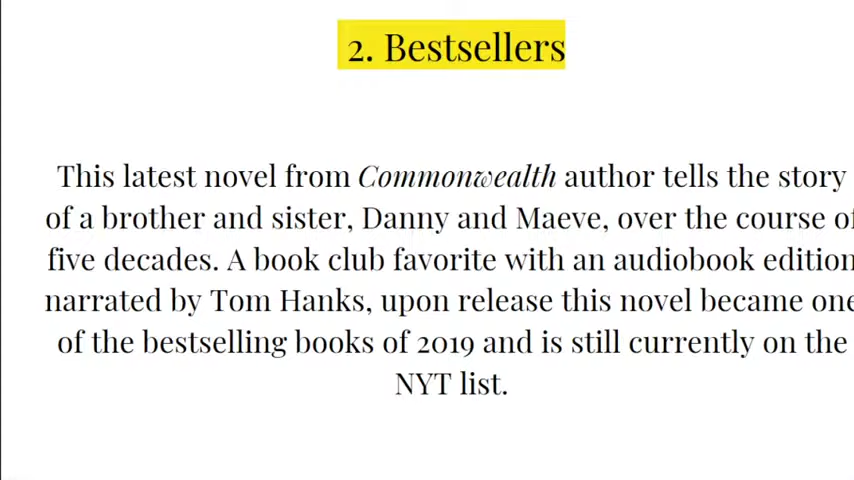 2. Bestsellers
This latest novel from Commonwealth author tells the story
of a brother and sister, Danny and Maeve, over the course of
five decades. A book club favorite with an audiobook edition
narrated by Tom Hanks, upon release this novel became one
of the bestselling books of 2019 and is still currently on the
NYT list.